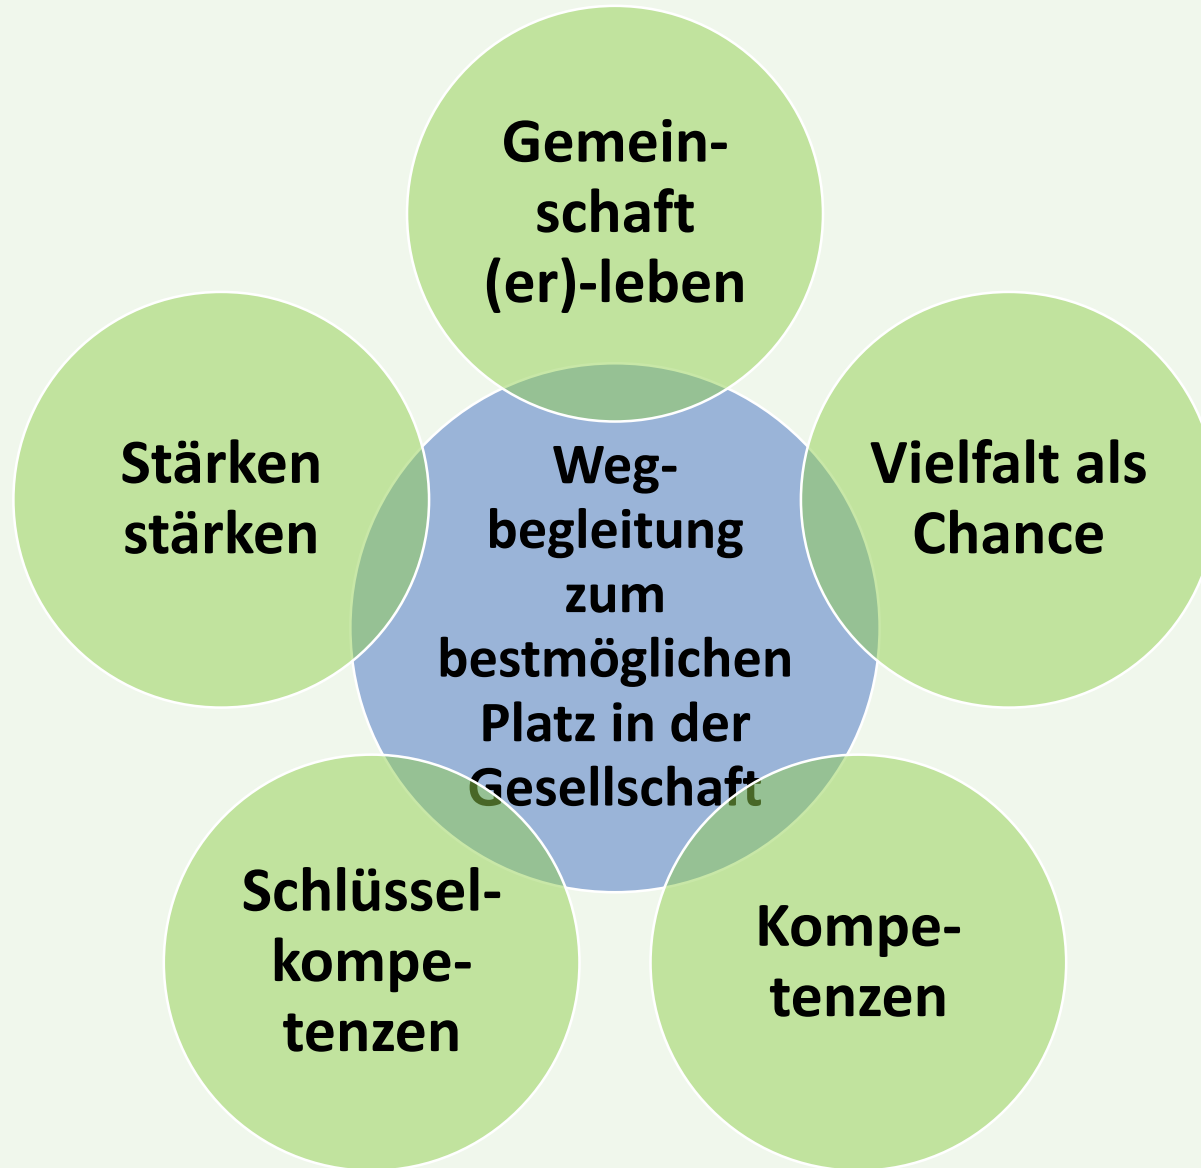 Gemein-
schaft
(er)-leben
Stärken
stärken
Vielfalt als
Chance
Weg-
begleitung
zum
bestmöglichen
Platz in der
Gesellschaft
Schlüssel-
kompe-
tenzen
Kompe-
tenzen